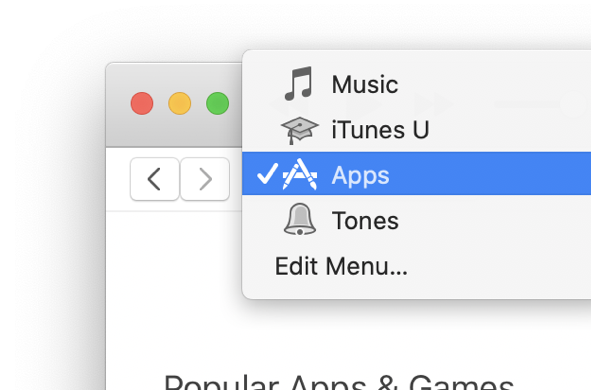 Music
iTunes U
Apps
Tones
Edit Menu...
Popular Apps & Games